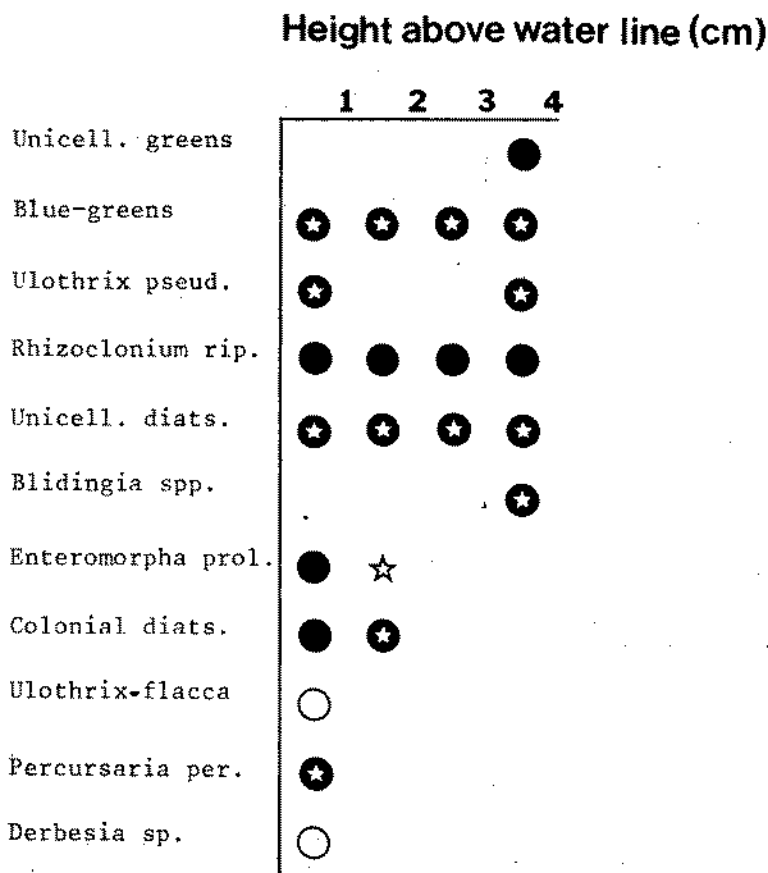 Height above water line (cm)
1 2 3 4
Unicell. greens
Blue-greens
Ulothrix pseud.
Rhizoclonium rip.
Unicell. diats.
Blidingia spp.
Enteromorpha prol.
Colonial diats.
Ulothrix-flacca
Percursaria per.
Derbesia sp.